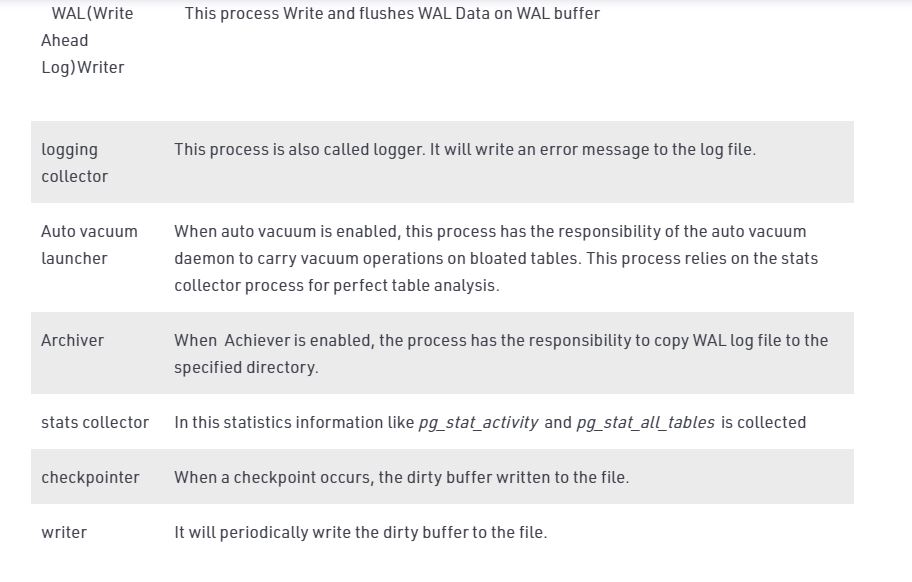 WAL(Write This process Write and flushes WAL Data on WAL buffer
Ahead
Log)Writer
logging This process is also called logger. It will write an error message to the log file.
collector
Auto vacuum When auto vacuum is enabled, this process has the responsibility of the auto vacuum
launcher daemon to carry vacuum operations on bloated tables. This process relies on the stats
collector process for perfect table analysis.
Archiver When Achiever is enabled, the process has the responsibility to copy WAL log file to the
specified directory.
stats collector In this statistics information like pg_stat_activity and pg_stat_all_tables is collected
checkpointer When a checkpoint occurs, the dirty buffer written to the file.
writer It will periodically write the dirty buffer to the file.